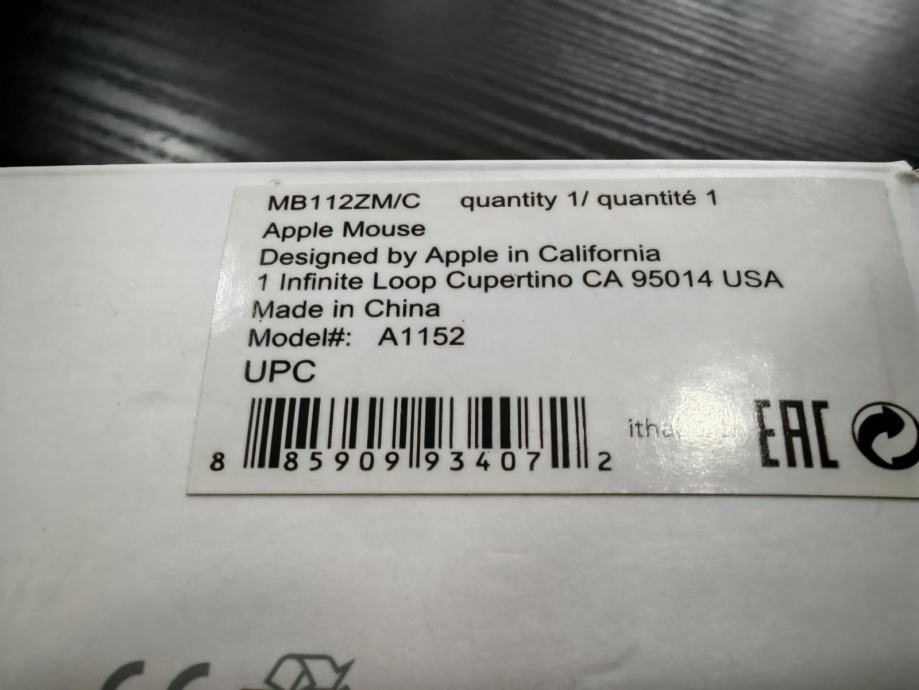 MB112ZM/C quantity 1/ quantité 1
Apple Mouse
Designed by Apple in California
1 Infinite Loop Cupertino CA 95014 USA
Made in China
Model#: A1152
UPC
8 85909 93407 2
EAC